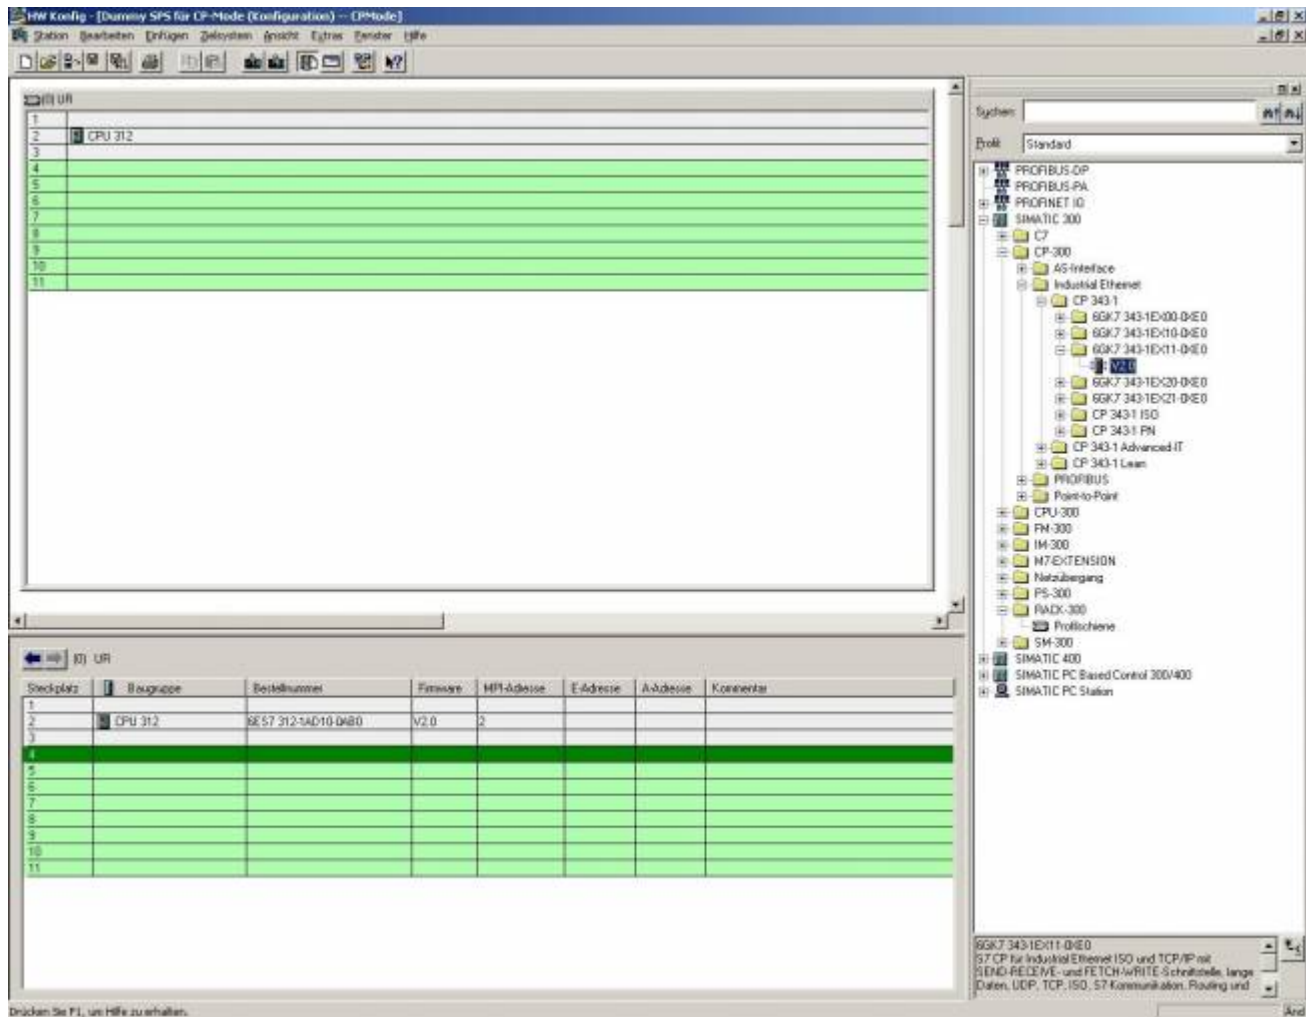 HW Konfig - [Dummy SPS für CP-Mode (Konfiguration) -- CPMode]
Station Bearbeiten Einfügen Zielsystem Ansicht Extras Fenster Hilfe
(0) UR
1
2 CPU 312
3
4
5
6
7
8
9
10
11
Suchen:
Profil: Standard
PROFIBUS-DP
PROFIBUS-PA
PROFINET IO
SIMATIC 300
C7
CP-300
AS-Interface
Industrial Ethernet
CP 343-1
6GK7 343-1EX00-0XE0
6GK7 343-1EX10-0XE0
6GK7 343-1EX11-0XE0
V2.0
6GK7 343-1EX20-0XE0
6GK7 343-1EX21-0XE0
CP 343-1 ISO
CP 343-1 PN
CP 343-1 Advanced-IT
CP 343-1 Lean
PROFIBUS
Point-to-Point
CPU-300
FM-300
IM-300
M7-EXTENSION
Netzübergang
PS-300
RACK-300
Profilschiene
SM-300
SIMATIC 400
SIMATIC PC Based Control 300/400
SIMATIC PC Station
(0) UR
Steckplatz Baugruppe Bestellnummer Firmware MPI-Adresse E-Adresse A-Adresse Kommentar
1
2 CPU 312 6ES7 312-1AD10-0AB0 V2.0 2
3
4
5
6
7
8
9
10
11
6GK7 343-1EX11-0XE0
S7 CP für Industrial Ethernet ISO und TCP/IP mit
SEND-RECEIVE- und FETCH-WRITE-Schnittstelle, lange
Daten, UDP, TCP, ISO, S7-Kommunikation, Routing und
Drücken Sie F1, um Hilfe zu erhalten.
Änd